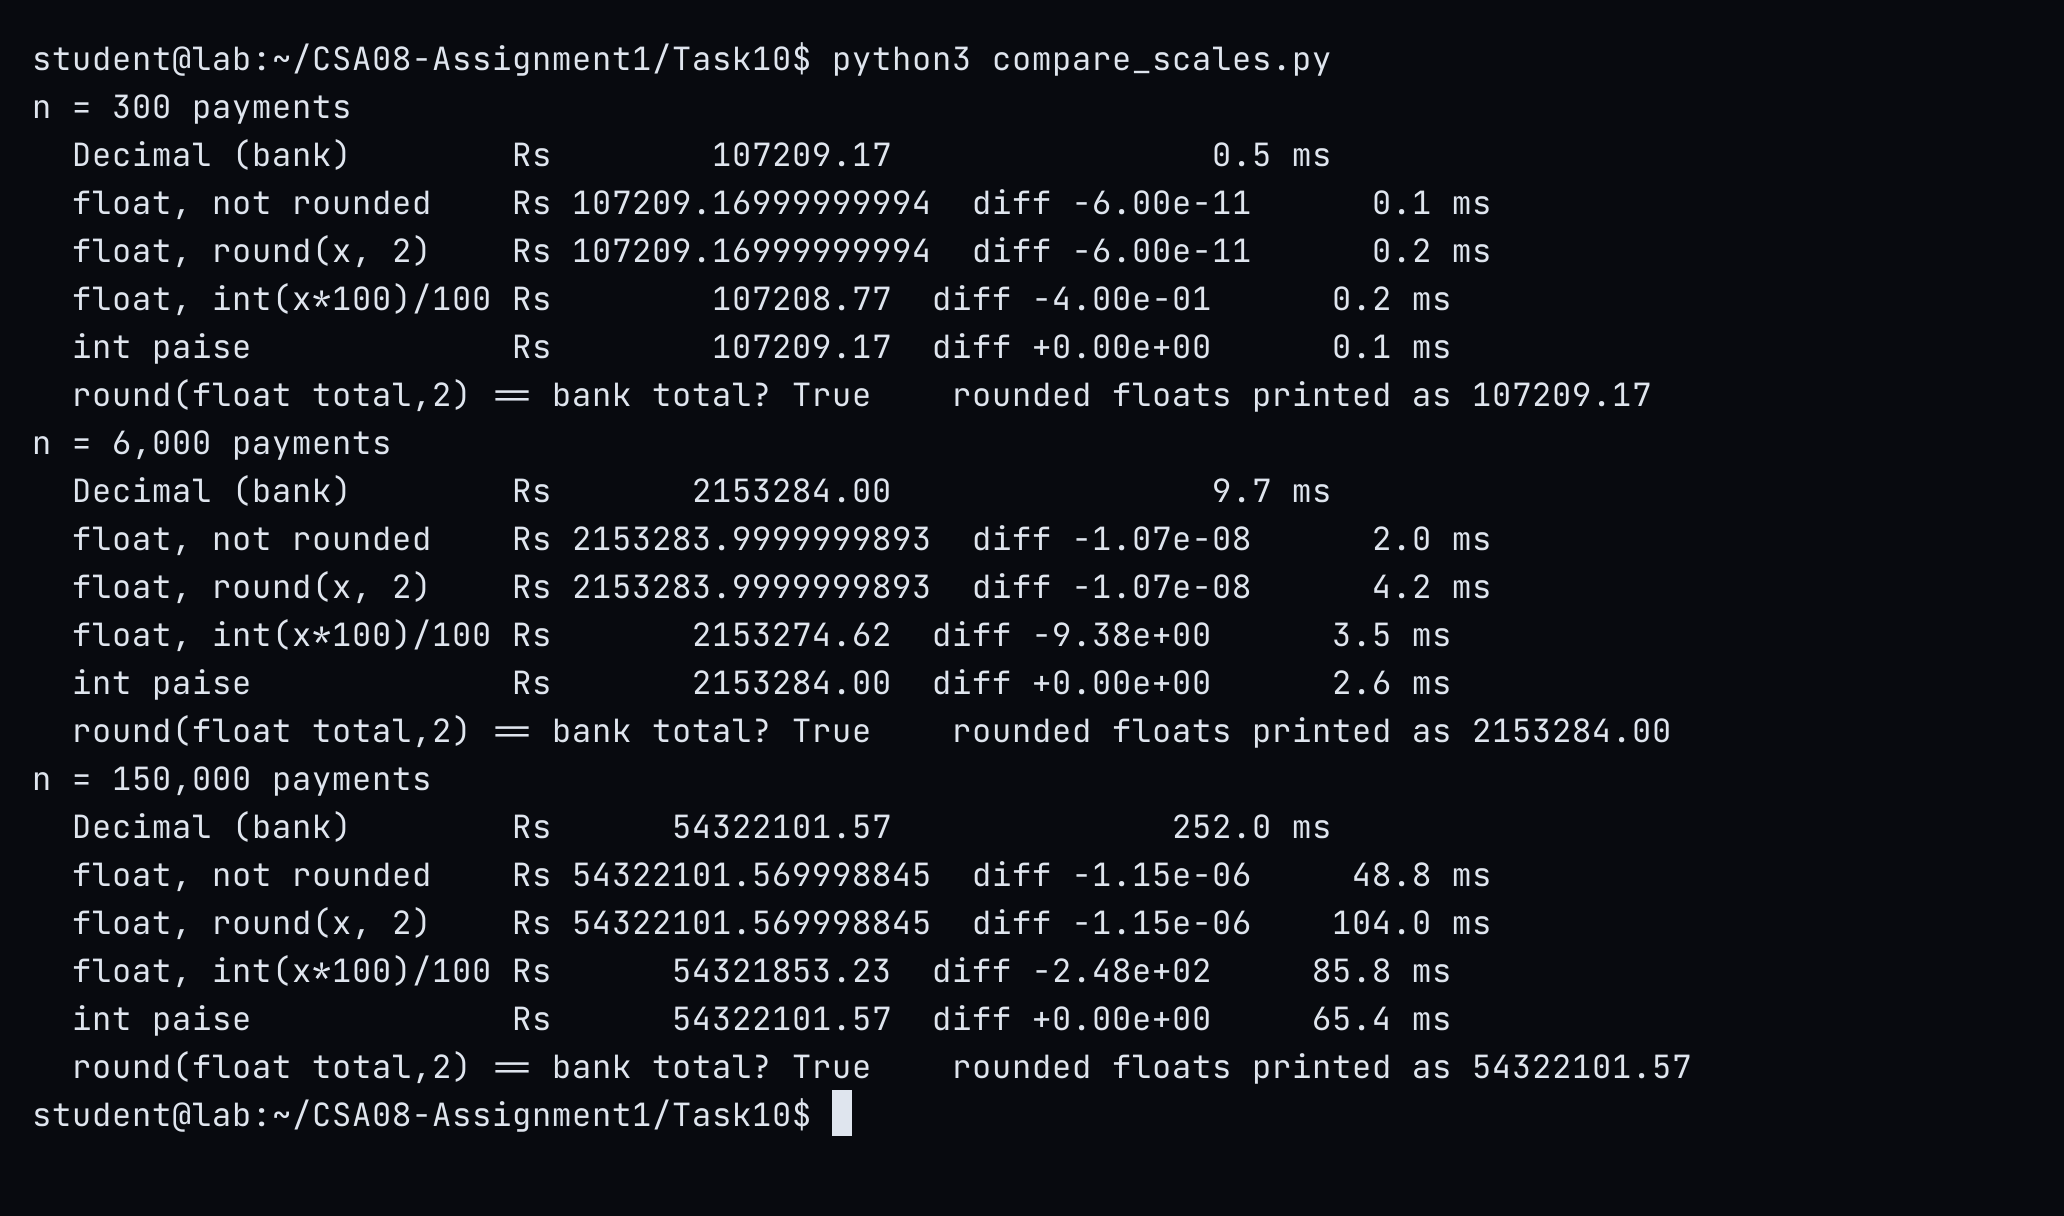 student@lab:~/CSA08-Assignment1/Task10$ python3 compare_scales.py
n = 300 payments
  Decimal (bank)        Rs        107209.17                0.5 ms
  float, not rounded    Rs 107209.16999999994  diff -6.00e-11      0.1 ms
  float, round(x, 2)    Rs 107209.16999999994  diff -6.00e-11      0.2 ms
  float, int(x*100)/100 Rs        107208.77  diff -4.00e-01      0.2 ms
  int paise             Rs        107209.17  diff +0.00e+00      0.1 ms
  round(float total,2) == bank total? True    rounded floats printed as 107209.17
n = 6,000 payments
  Decimal (bank)        Rs       2153284.00                9.7 ms
  float, not rounded    Rs 2153283.9999999893  diff -1.07e-08      2.0 ms
  float, round(x, 2)    Rs 2153283.9999999893  diff -1.07e-08      4.2 ms
  float, int(x*100)/100 Rs       2153274.62  diff -9.38e+00      3.5 ms
  int paise             Rs       2153284.00  diff +0.00e+00      2.6 ms
  round(float total,2) == bank total? True    rounded floats printed as 2153284.00
n = 150,000 payments
  Decimal (bank)        Rs      54322101.57              252.0 ms
  float, not rounded    Rs 54322101.569998845  diff -1.15e-06     48.8 ms
  float, round(x, 2)    Rs 54322101.569998845  diff -1.15e-06    104.0 ms
  float, int(x*100)/100 Rs      54321853.23  diff -2.48e+02     85.8 ms
  int paise             Rs      54322101.57  diff +0.00e+00     65.4 ms
  round(float total,2) == bank total? True    rounded floats printed as 54322101.57
student@lab:~/CSA08-Assignment1/Task10$